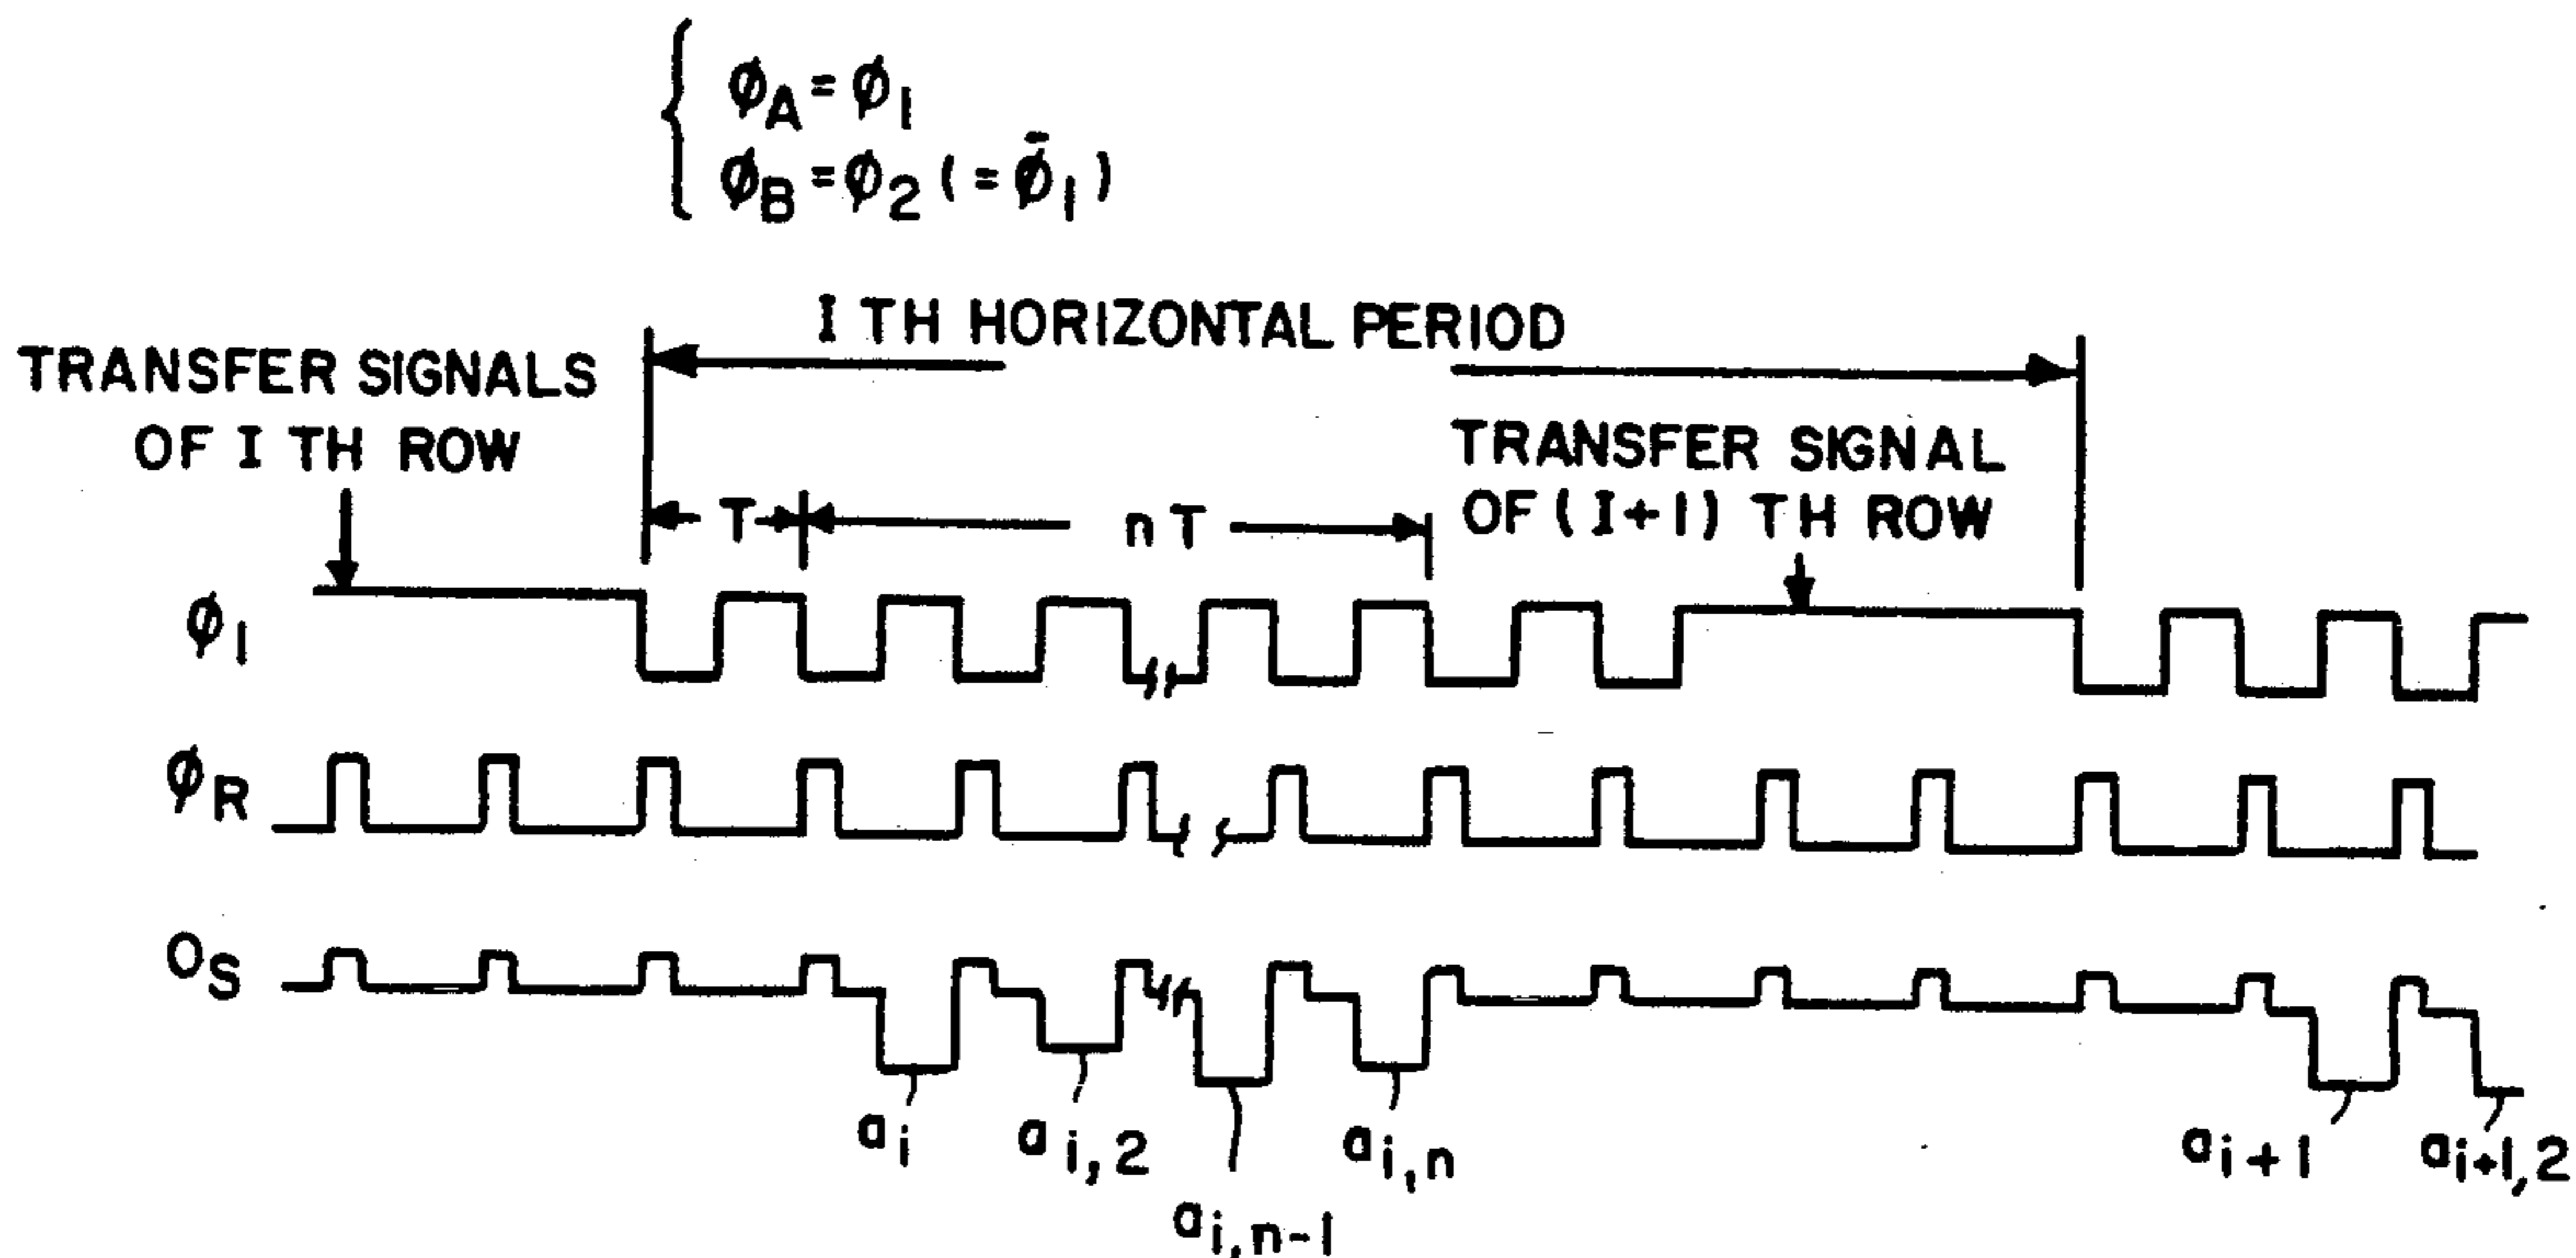 ϕA = ϕ1
ϕB = ϕ2 (= ϕ̄1)
I TH HORIZONTAL PERIOD
TRANSFER SIGNALS
OF I TH ROW
TRANSFER SIGNAL
OF (I+1) TH ROW
T
nT
ϕ1
ϕR
OS
ai
ai,2
ai,n-1
ai,n
ai+1
ai+1,2